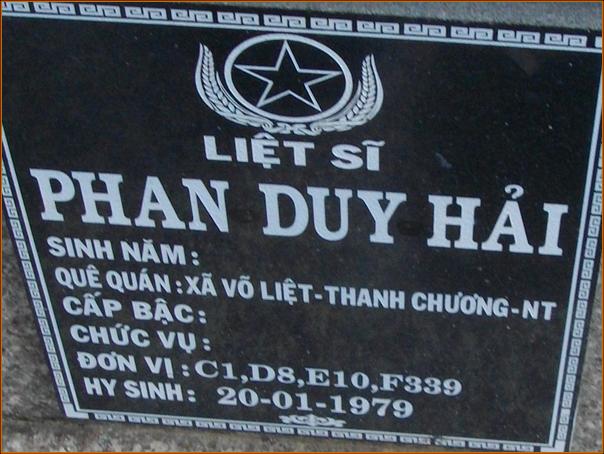 LIỆT SĨ
PHAN DUY HẢI
SINH NĂM:
QUÊ QUÁN: XÃ VÕ LIỆT-THANH CHƯƠNG-NT
CẤP BẬC:
CHỨC VỤ:
ĐƠN VỊ: C1,D8,E10,F339
HY SINH: 20-01-1979